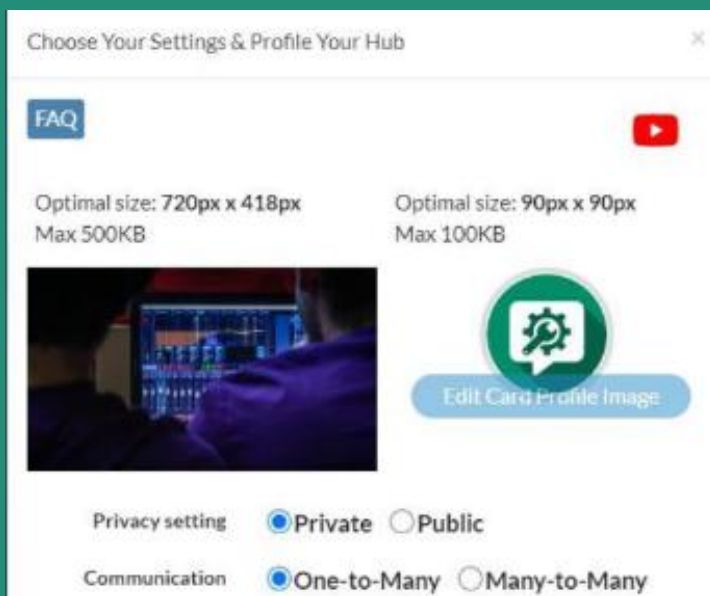 Choose Your Settings & Profile Your Hub
×
FAQ
Optimal size: 720px x 418px
Max 500KB
Optimal size: 90px x 90px
Max 100KB
Edit Card Profile Image
Privacy setting Private Public
Communication One-to-Many Many-to-Many